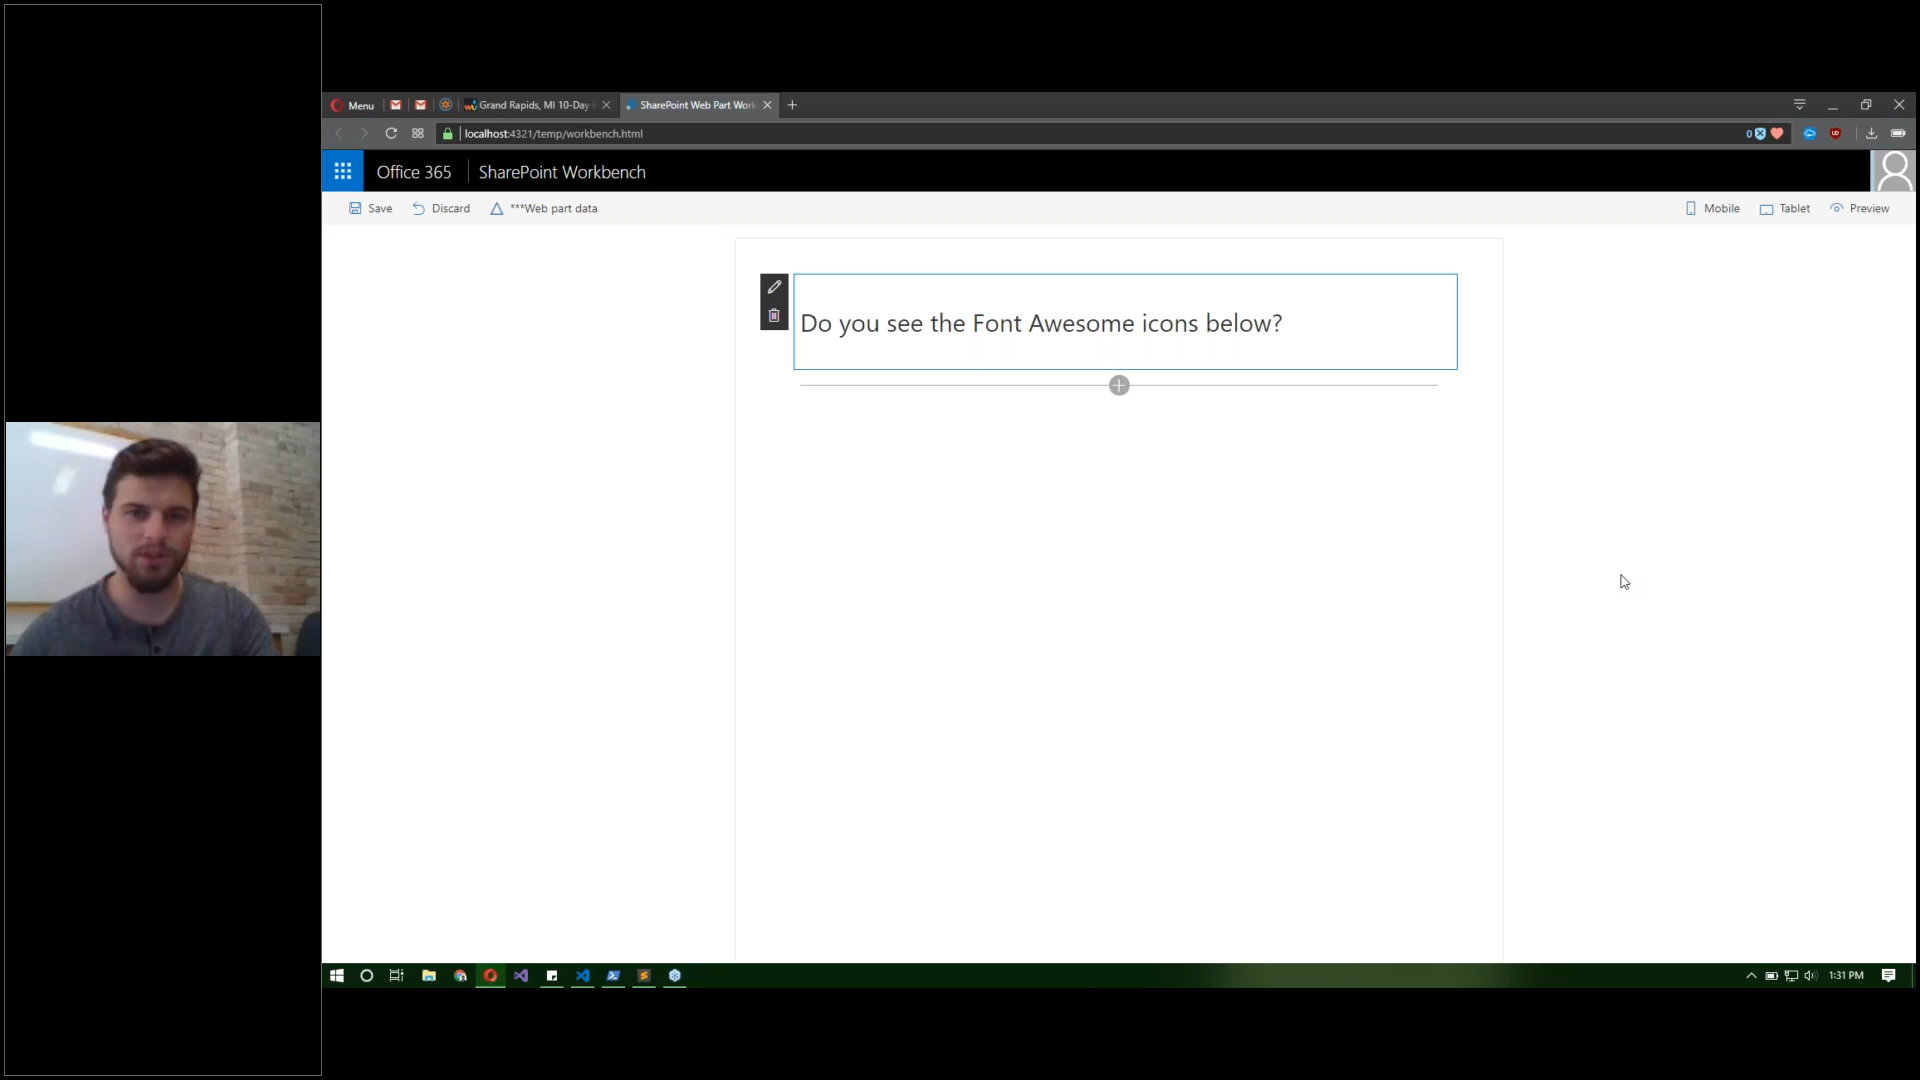 Menu
Grand Rapids, MI 10-Day
SharePoint Web Part Work
localhost:4321/temp/workbench.html
0
Office 365
SharePoint Workbench
Save
Discard
***Web part data
Mobile
Tablet
Preview
Do you see the Font Awesome icons below?
1:31 PM